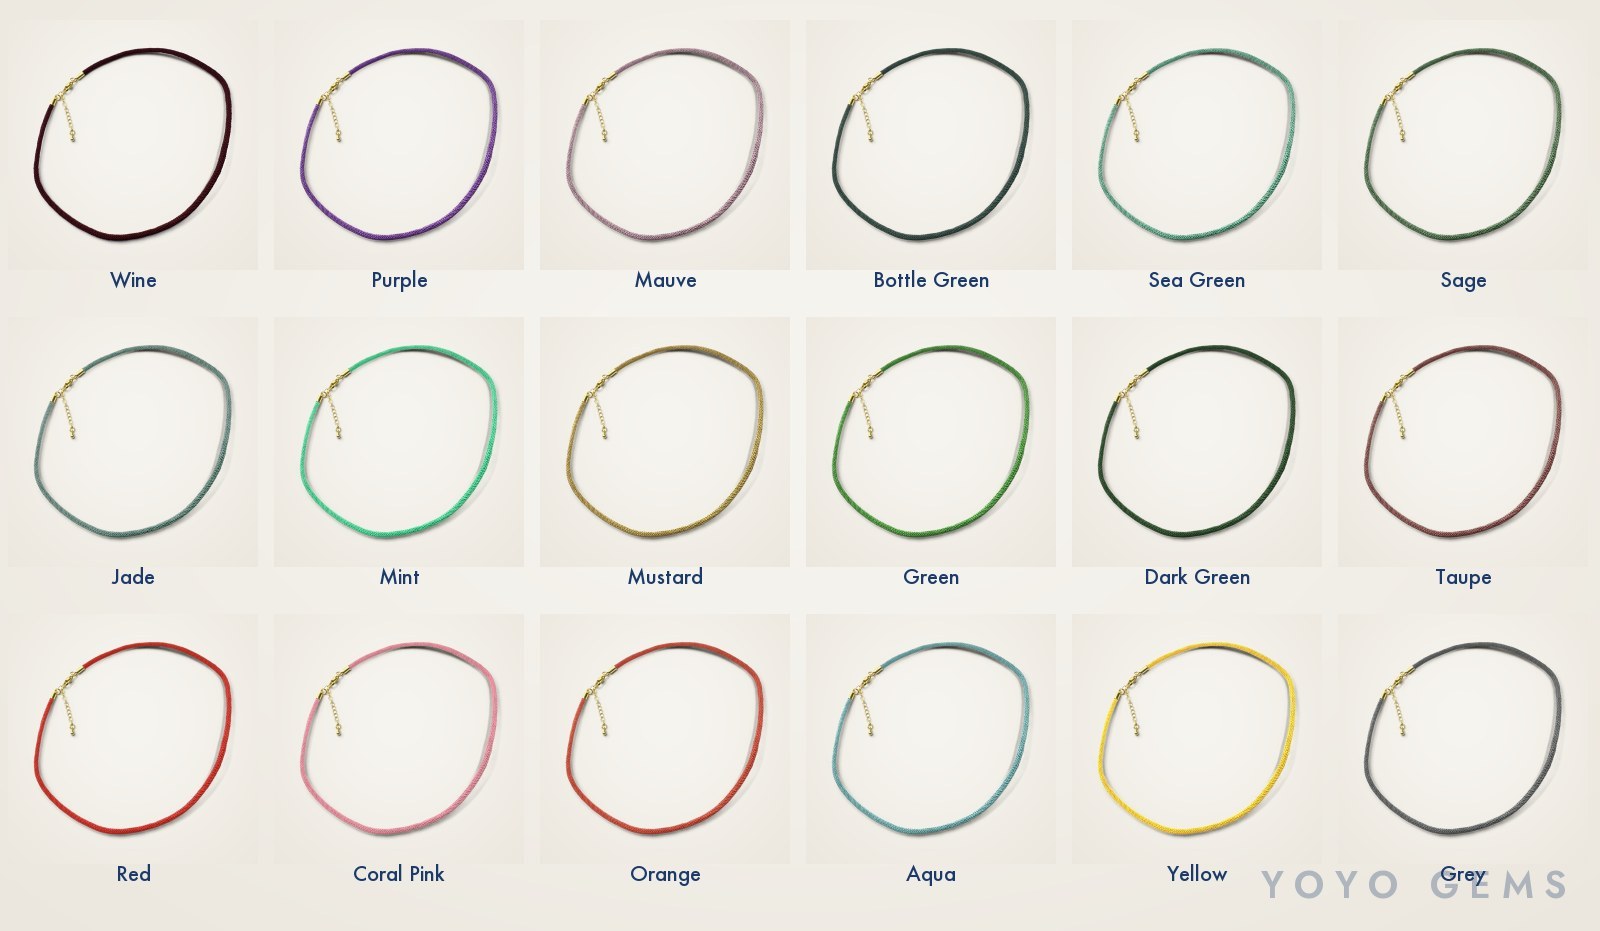 Wine
Purple
Mauve
Bottle Green
Sea Green
Sage
Jade
Mint
Mustard
Green
Dark Green
Taupe
Red
Coral Pink
Orange
Aqua
Yellow
Grey
YOYO GEMS